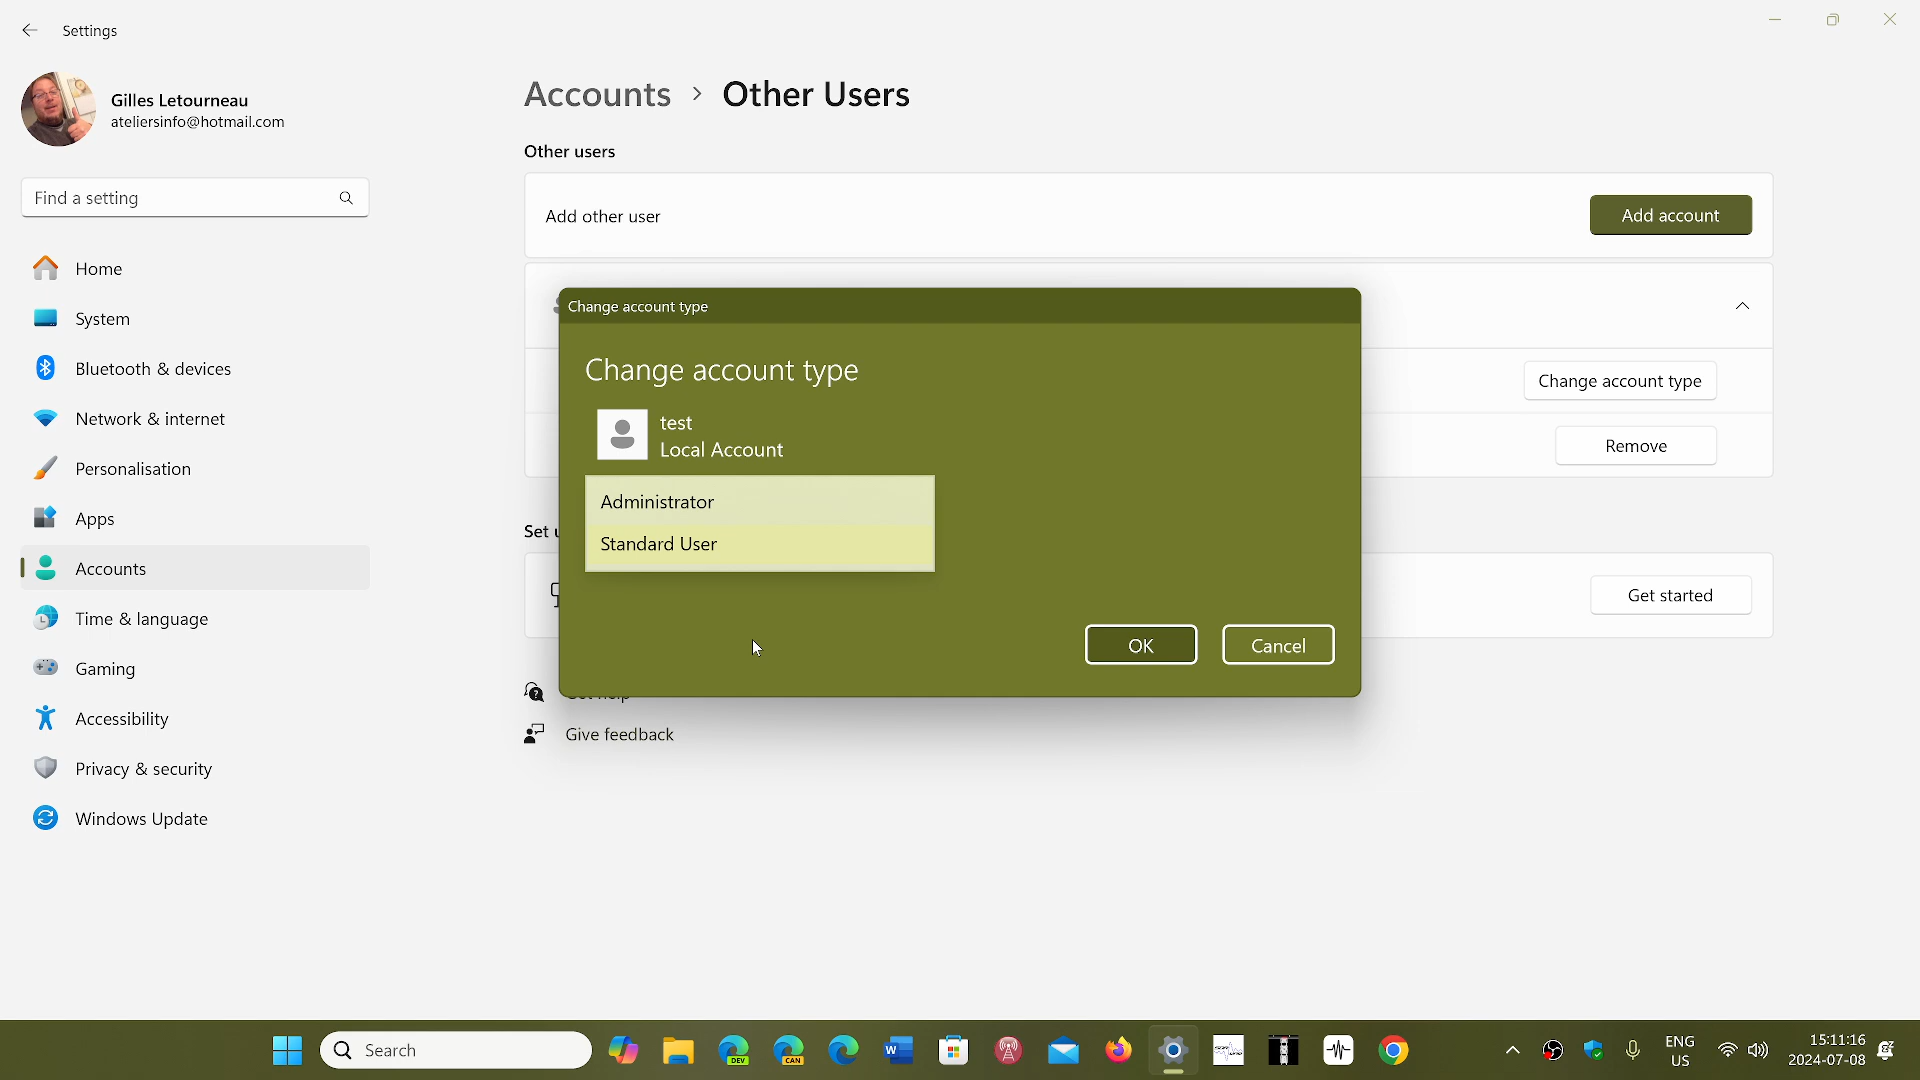 Settings
Gilles Letourneau
ateliersinfo@hotmail.com
Find a setting
Home
System
Bluetooth & devices
Network & internet
Personalisation
Apps
Accounts
Time & language
Gaming
Accessibility
Privacy & security
Windows Update
Accounts > Other Users
Other users
Add other user
Add account
Change account type
Remove
Set
Get started
Give feedback
Change account type
Change account type
test
Local Account
Administrator
Standard User
OK
Cancel
Search
DEV
CAN
ENG
US
15:11:16
2024-07-08